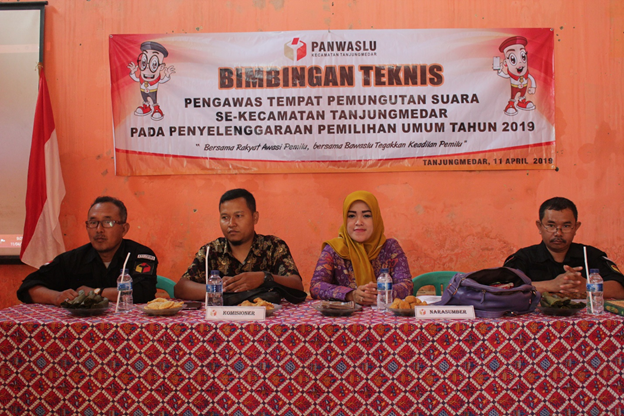 PANWASLU
KECAMATAN TANJUNGMEDAR
BIMBINGAN TEKNIS
PENGAWAS TEMPAT PEMUNGUTAN SUARA
SE-KECAMATAN TANJUNGMEDAR
PADA PENYELENGGARAAN PEMILIHAN UMUM TAHUN 2019
" Bersama Rakyat Awasi Pemilu, bersama Bawaslu Tegakkan Keadilan Pemilu"
TANJUNGMEDAR, 11 APRIL 2019
KOMISIONER
NARASUMBER